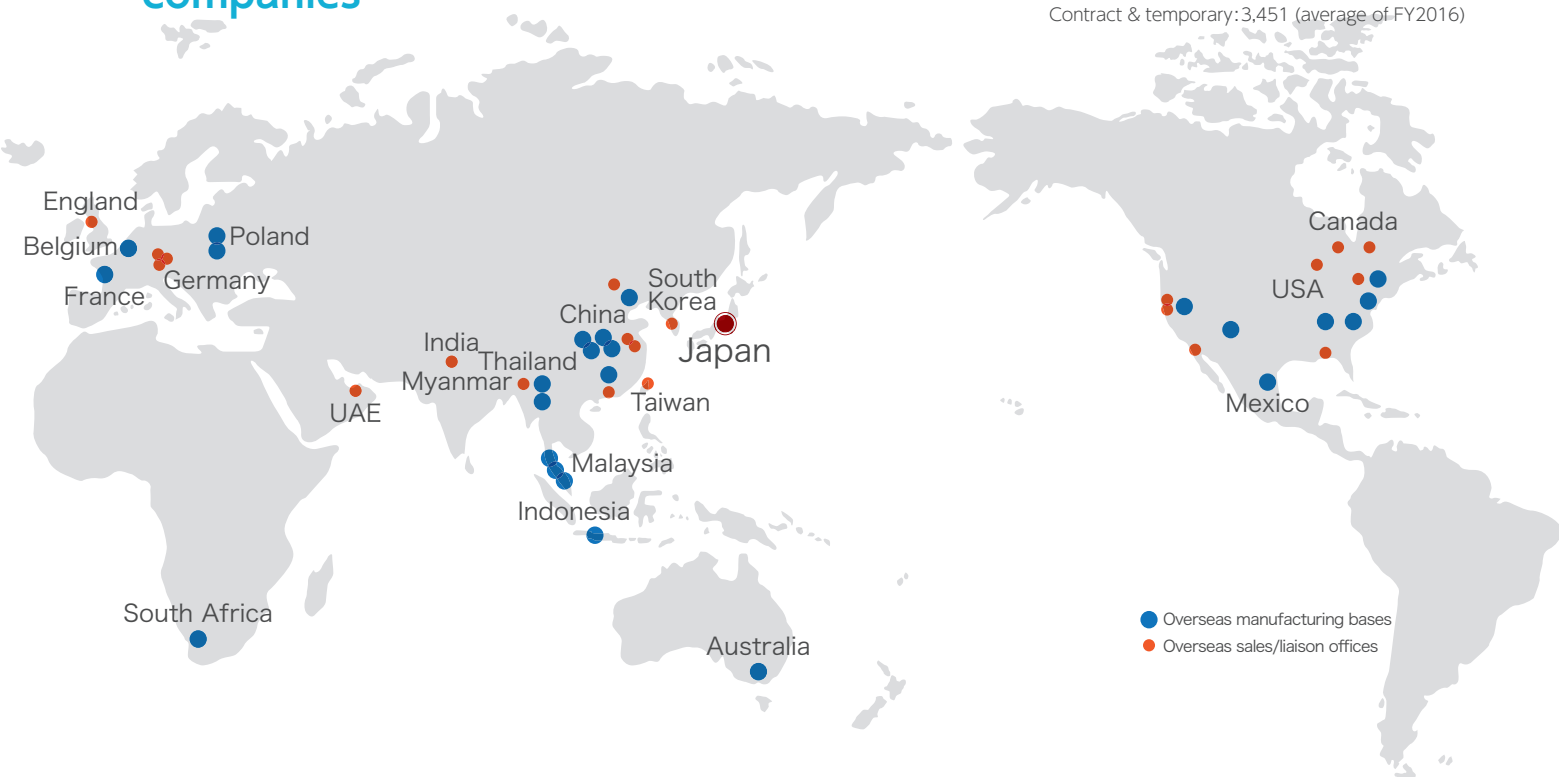 companies
Contract & temporary:3,451 (average of FY2016)
England
Belgium
France
Poland
Germany
UAE
India
Myanmar
Thailand
China
South
Korea
Japan
Taiwan
Malaysia
Indonesia
South Africa
Australia
Canada
USA
Mexico
Overseas manufacturing bases
Overseas sales/liaison offices